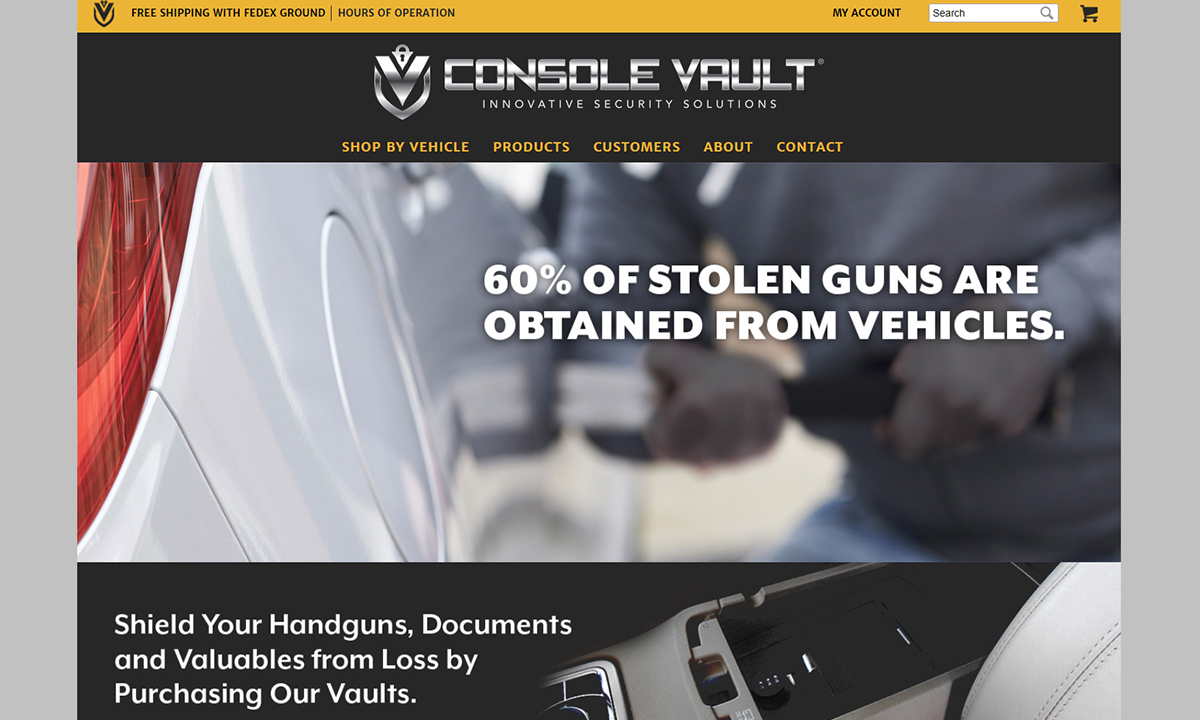 FREE SHIPPING WITH FEDEX GROUND | HOURS OF OPERATION
MY ACCOUNT
Search
CONSOLE VAULT®
INNOVATIVE SECURITY SOLUTIONS
SHOP BY VEHICLE PRODUCTS CUSTOMERS ABOUT CONTACT
60% OF STOLEN GUNS ARE
OBTAINED FROM VEHICLES.
Shield Your Handguns, Documents
and Valuables from Loss by
Purchasing Our Vaults.